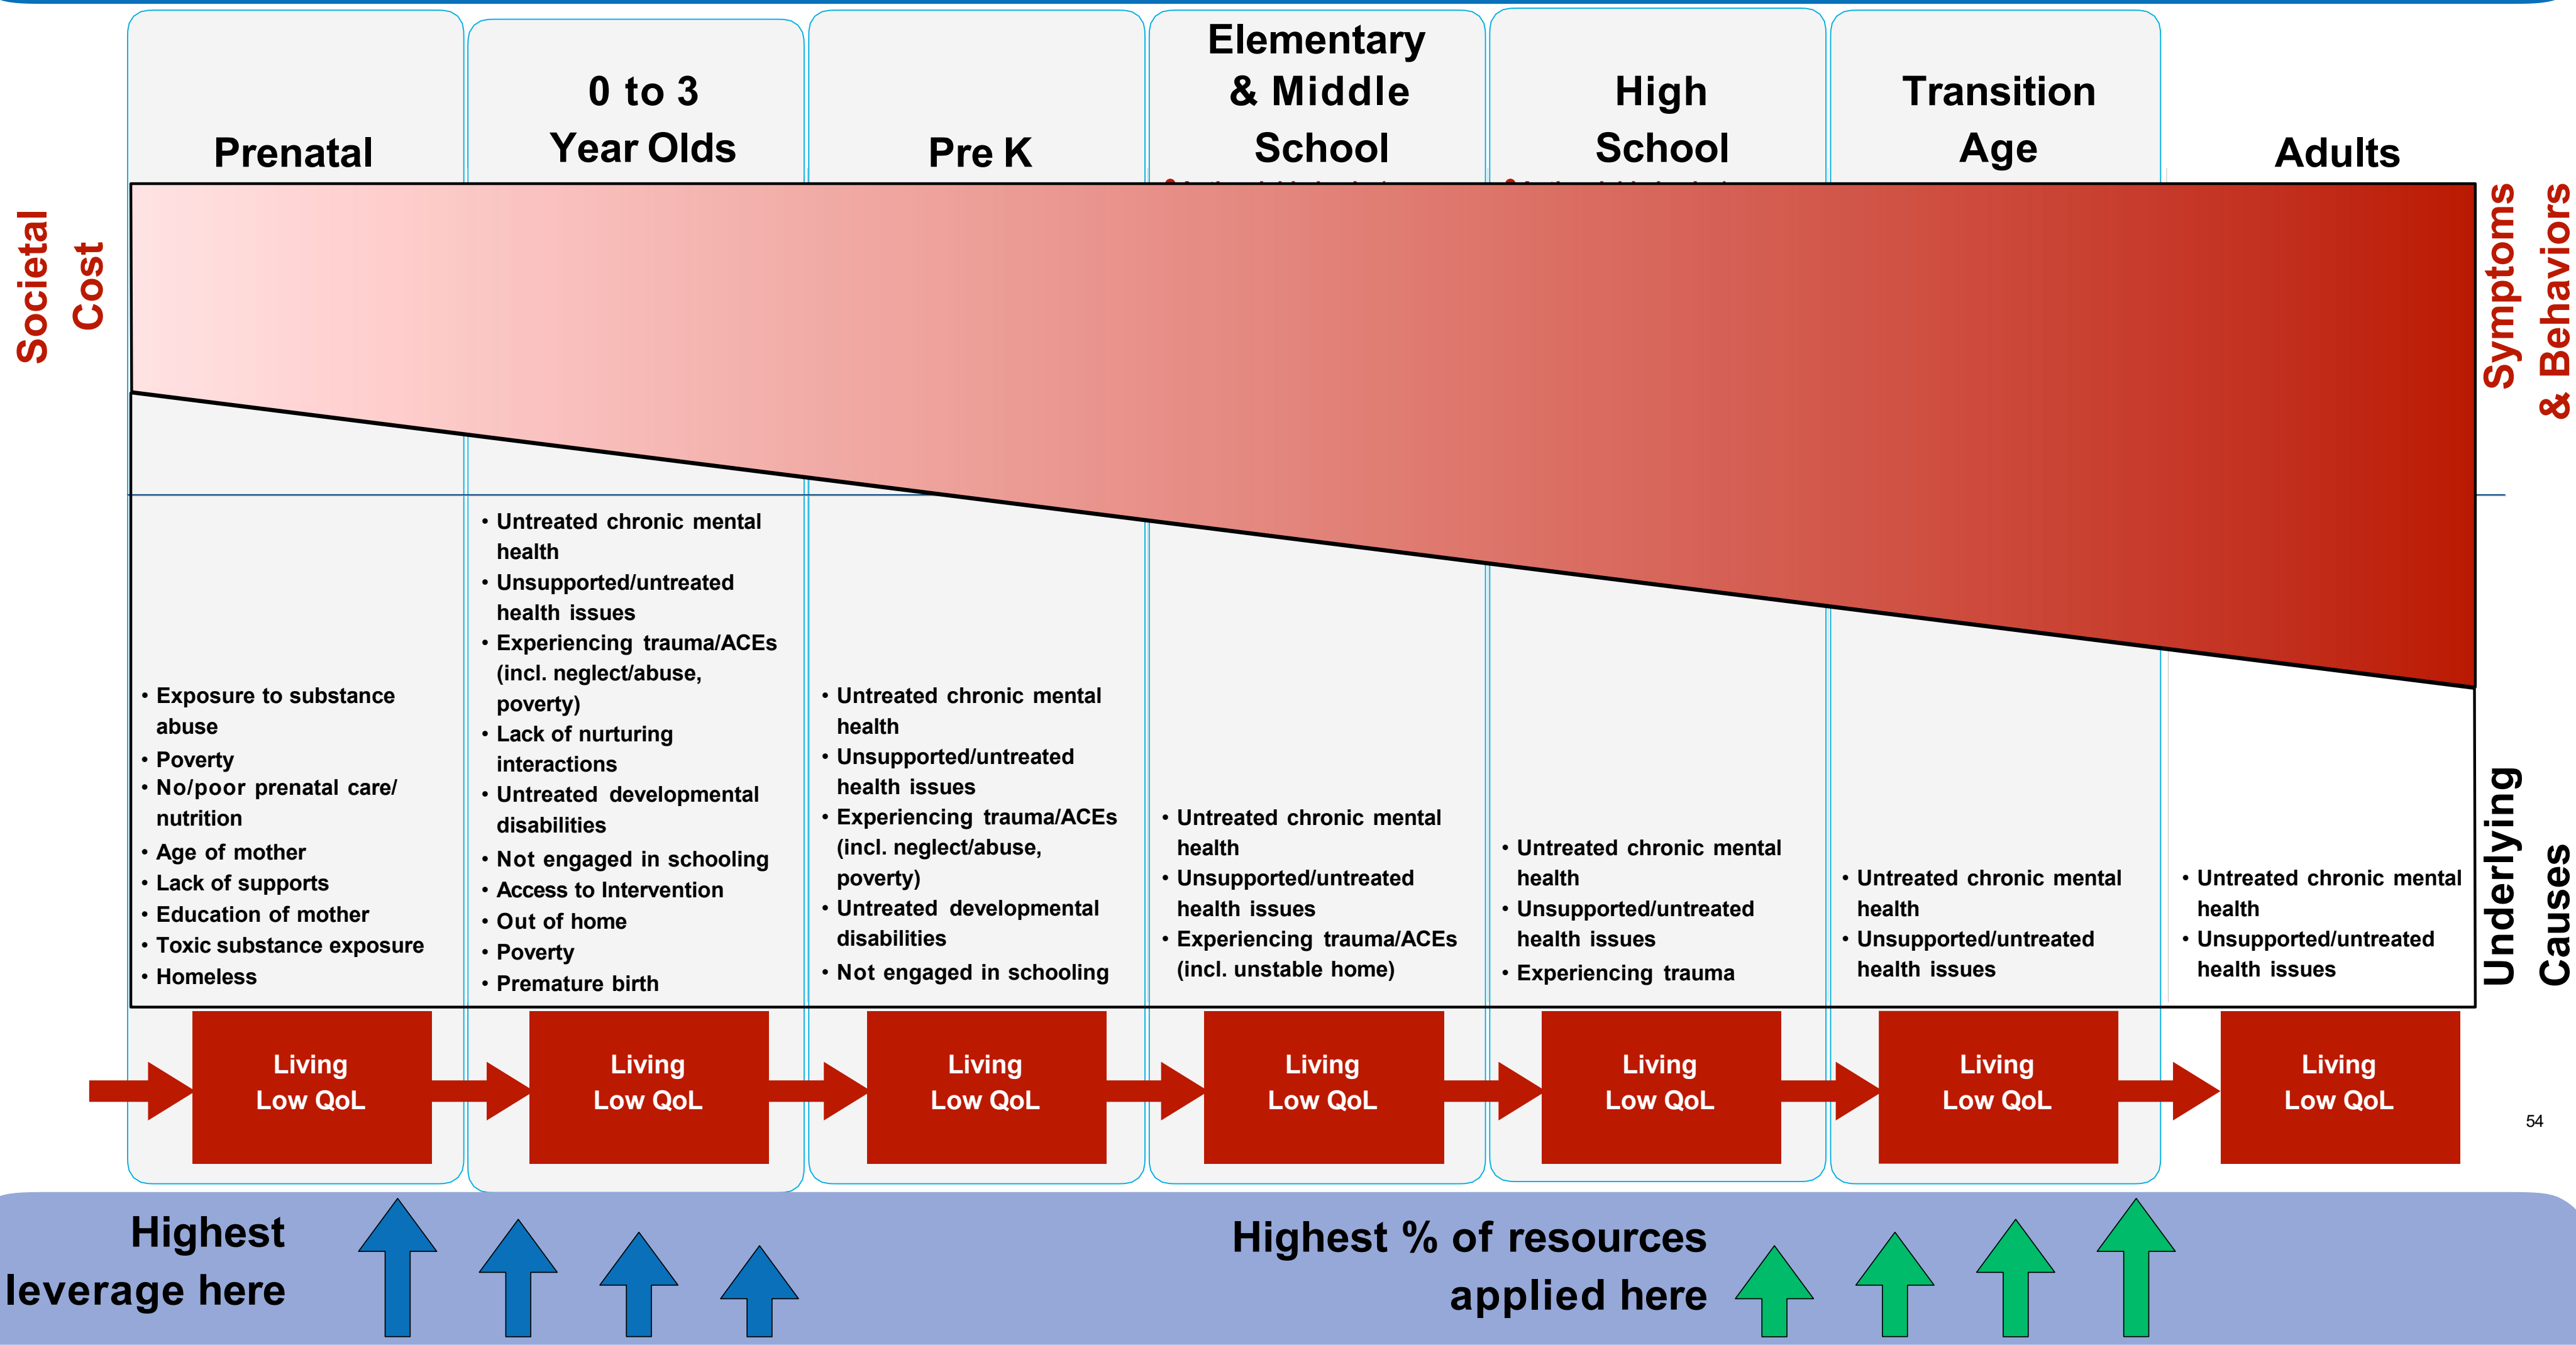 Prenatal
0 to 3
Year Olds
Pre K
Elementary
& Middle
School
High
School
Transition
Age
Adults
Societal
Cost
Symptoms
& Behaviors
• Exposure to substance
abuse
• Poverty
• No/poor prenatal care/
nutrition
• Age of mother
• Lack of supports
• Education of mother
• Toxic substance exposure
• Homeless
• Untreated chronic mental
health
• Unsupported/untreated
health issues
• Experiencing trauma/ACEs
(incl. neglect/abuse,
poverty)
• Lack of nurturing
interactions
• Untreated developmental
disabilities
• Not engaged in schooling
• Access to Intervention
• Out of home
• Poverty
• Premature birth
• Untreated chronic mental
health
• Unsupported/untreated
health issues
• Experiencing trauma/ACEs
(incl. neglect/abuse,
poverty)
• Untreated developmental
disabilities
• Not engaged in schooling
• Untreated chronic mental
health
• Unsupported/untreated
health issues
• Experiencing trauma/ACEs
(incl. unstable home)
• Untreated chronic mental
health
• Unsupported/untreated
health issues
• Experiencing trauma
• Untreated chronic mental
health
• Unsupported/untreated
health issues
• Untreated chronic mental
health
• Unsupported/untreated
health issues
Underlying
Causes
Living
Low QoL
Living
Low QoL
Living
Low QoL
Living
Low QoL
Living
Low QoL
Living
Low QoL
Living
Low QoL
54
Highest
leverage here
Highest % of resources
applied here